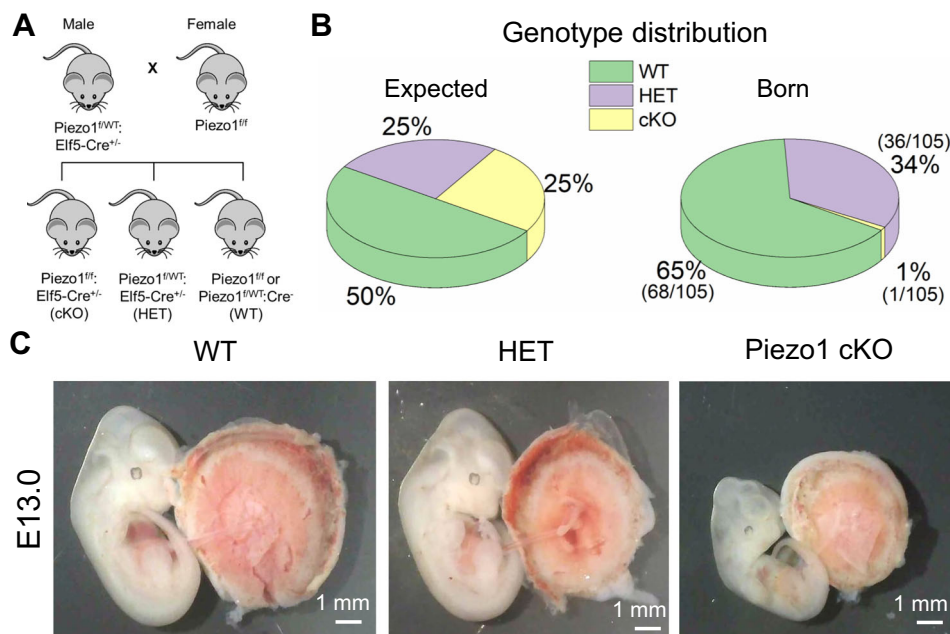 A
Male
Female
x
Piezo1f/WT:
Elf5-Cre+/-
Piezo1f/f
Piezo1f/f:
Elf5-Cre+/-
(cKO)
Piezo1f/WT:
Elf5-Cre+/-
(HET)
Piezo1f/f or
Piezo1f/WT:Cre-
(WT)
B
Genotype distribution
Expected
WT
HET
cKO
Born
25%
25%
50%
(36/105)
34%
65%
(68/105)
1%
(1/105)
C
WT
HET
Piezo1 cKO
E13.0
1 mm
1 mm
1 mm